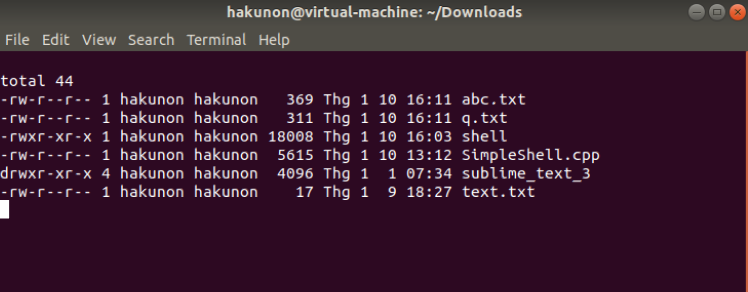 hakunon@virtual-machine: ~/Downloads
File Edit View Search Terminal Help
total 44
-rw-r--r-- 1 hakunon hakunon   369 Thg 1 10 16:11 abc.txt
-rw-r--r-- 1 hakunon hakunon   311 Thg 1 10 16:11 q.txt
-rwxr-xr-x 1 hakunon hakunon 18008 Thg 1 10 16:03 shell
-rw-r--r-- 1 hakunon hakunon  5615 Thg 1 10 13:12 SimpleShell.cpp
drwxr-xr-x 4 hakunon hakunon  4096 Thg 1  1 07:34 sublime_text_3
-rw-r--r-- 1 hakunon hakunon    17 Thg 1  9 18:27 text.txt